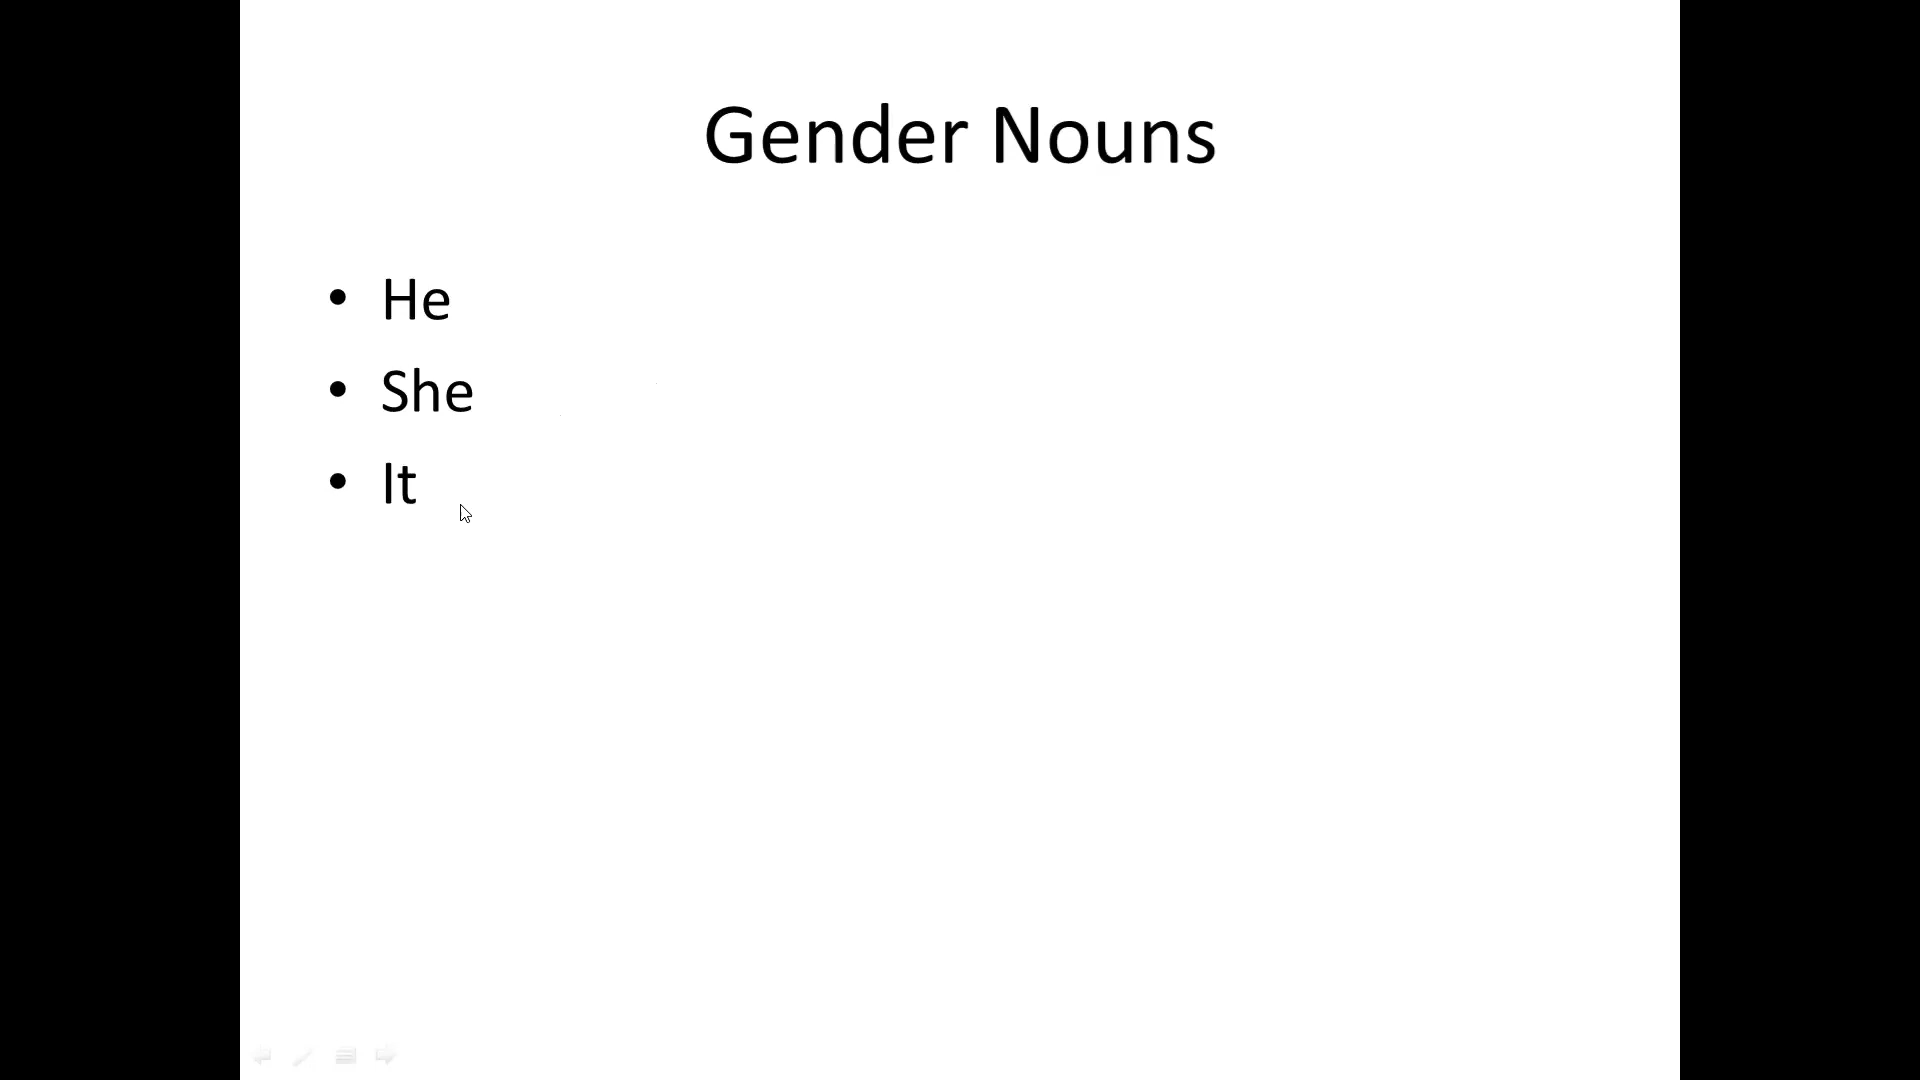 Gender Nouns
• He
• She
• It